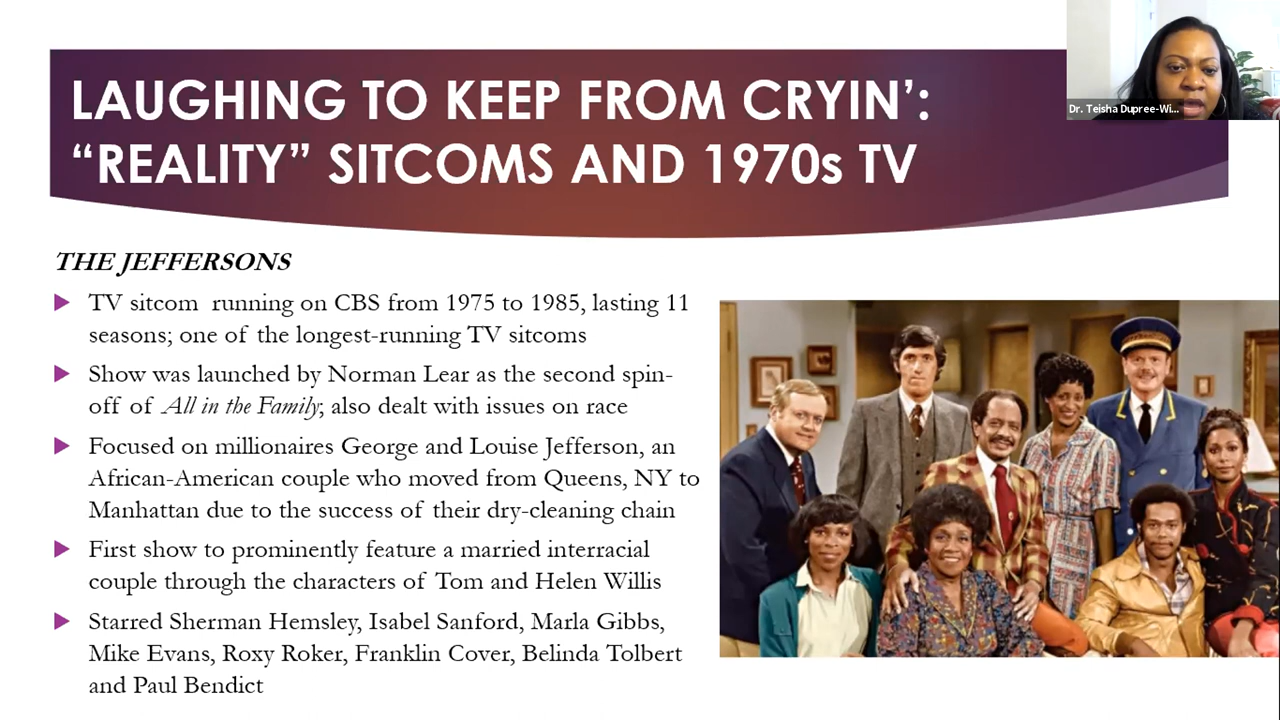 LAUGHING TO KEEP FROM CRYIN’:
“REALITY” SITCOMS AND 1970s TV
Dr. Teisha Dupree-Wi...
THE JEFFERSONS
TV sitcom running on CBS from 1975 to 1985, lasting 11
seasons; one of the longest-running TV sitcoms
Show was launched by Norman Lear as the second spin-
off of All in the Family; also dealt with issues on race
Focused on millionaires George and Louise Jefferson, an
African-American couple who moved from Queens, NY to
Manhattan due to the success of their dry-cleaning chain
First show to prominently feature a married interracial
couple through the characters of Tom and Helen Willis
Starred Sherman Hemsley, Isabel Sanford, Marla Gibbs,
Mike Evans, Roxy Roker, Franklin Cover, Belinda Tolbert
and Paul Bendict